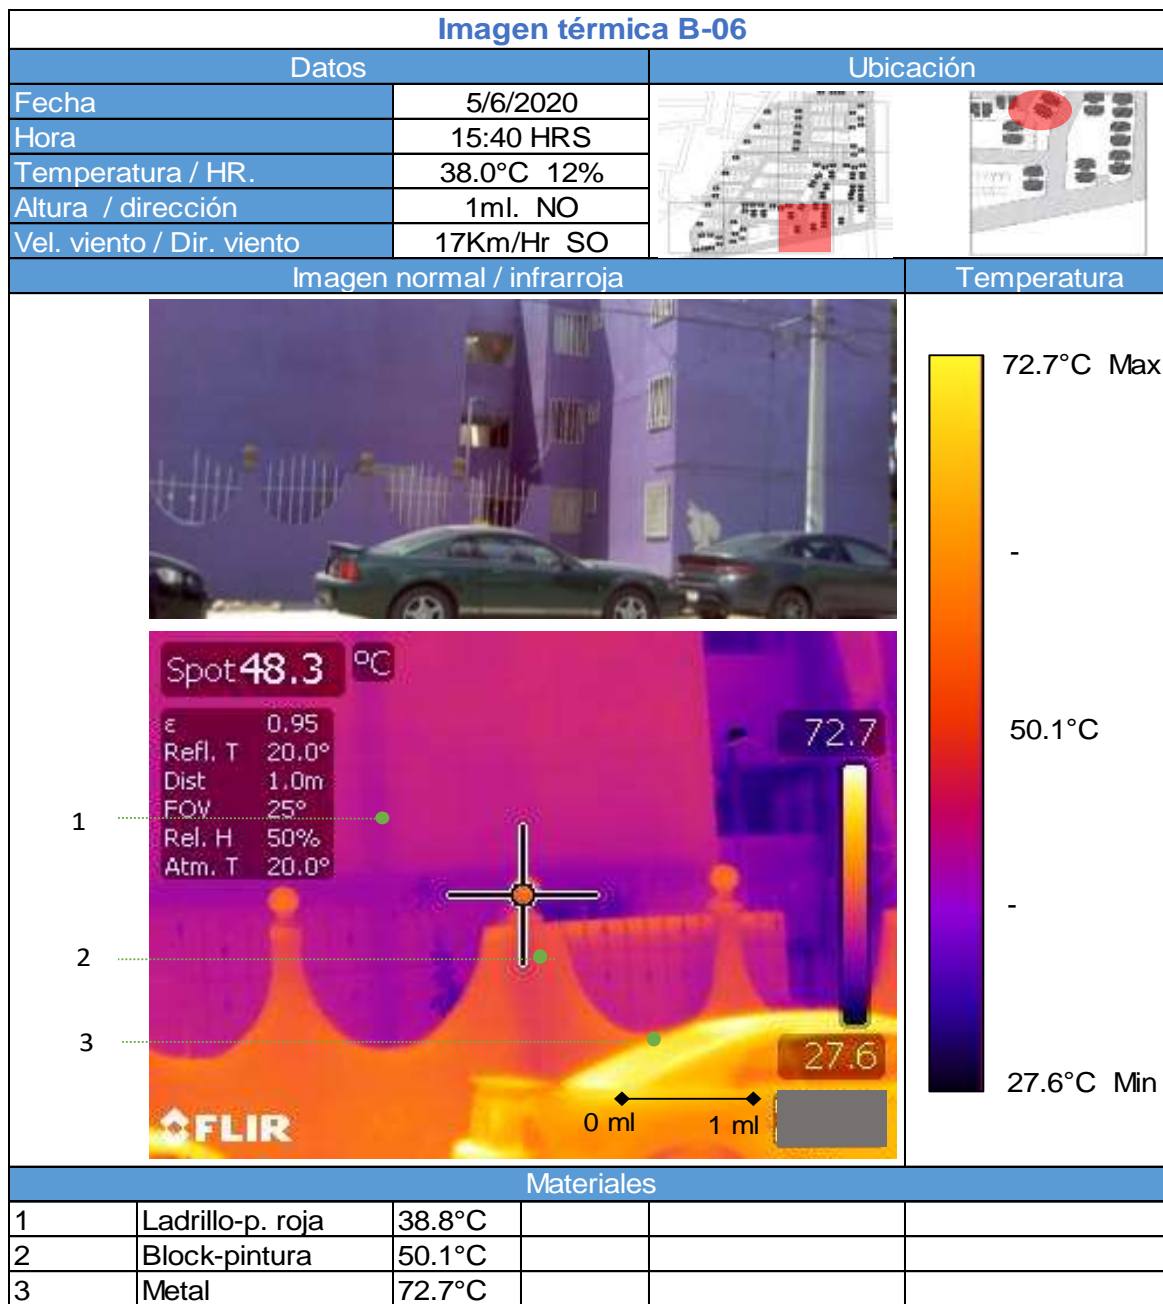 Imagen térmica B-06
Datos
Ubicación
Fecha 5/6/2020
Hora 15:40 HRS
Temperatura / HR. 38.0°C 12%
Altura / dirección 1ml. NO
Vel. viento / Dir. viento 17Km/Hr SO
Imagen normal / infrarroja
Temperatura
72.7°C Max
-
50.1°C
-
27.6°C Min
Spot 48.3 °C
ε 0.95
Refl. T 20.0°
Dist 1.0m
FOV 25°
Rel. H 50%
Atm. T 20.0°
72.7
27.6
1
2
3
0 ml 1 ml
FLIR
Materiales
1 Ladrillo-p. roja 38.8°C
2 Block-pintura 50.1°C
3 Metal 72.7°C